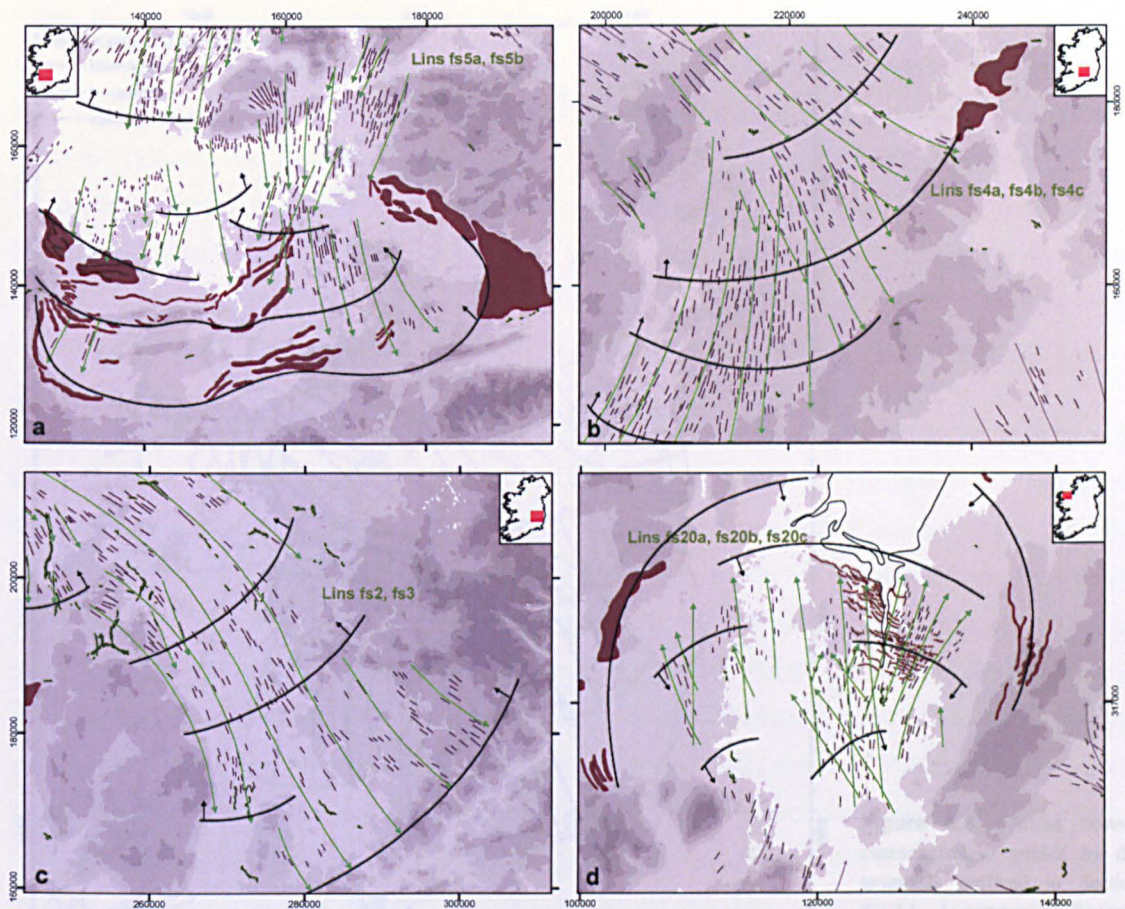 140000 160000 180000
200000 220000 240000
Lins fs5a, fs5b
160000
140000
120000
a
180000
160000
Lins fs4a, fs4b, fs4c
b
200000
180000
160000
Lins fs2, fs3
c
260000 280000 300000
Lins fs20a, fs20b, fs20c
317000
d
100000 120000 140000